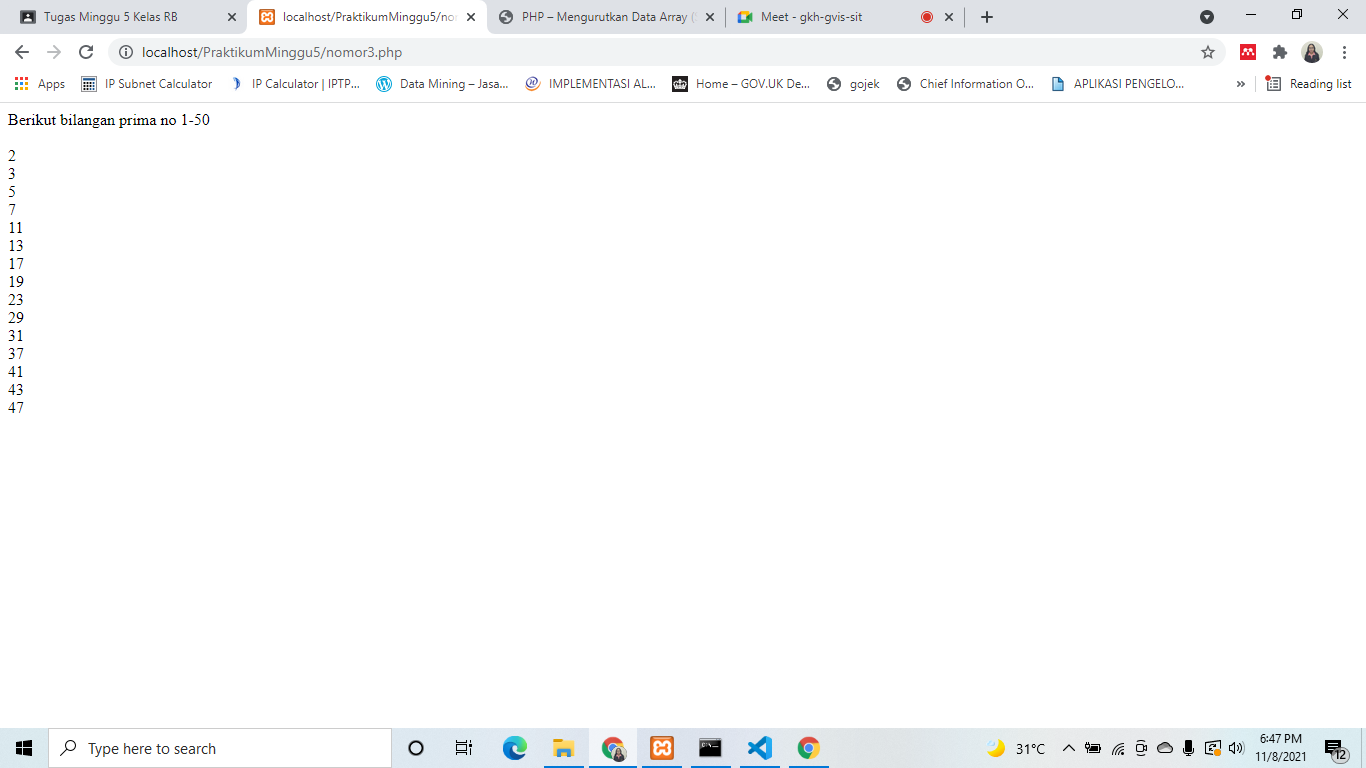 Tugas Minggu 5 Kelas RB
localhost/PraktikumMinggu5/nor
PHP – Mengurutkan Data Array (
Meet - gkh-gvis-sit
localhost/PraktikumMinggu5/nomor3.php
Apps
IP Subnet Calculator
IP Calculator | IPTP...
Data Mining – Jasa...
IMPLEMENTASI AL...
Home – GOV.UK De...
gojek
Chief Information O...
APLIKASI PENGELO...
»
Reading list
Berikut bilangan prima no 1-50
2
3
5
7
11
13
17
19
23
29
31
37
41
43
47
Type here to search
31°C
6:47 PM
11/8/2021
12